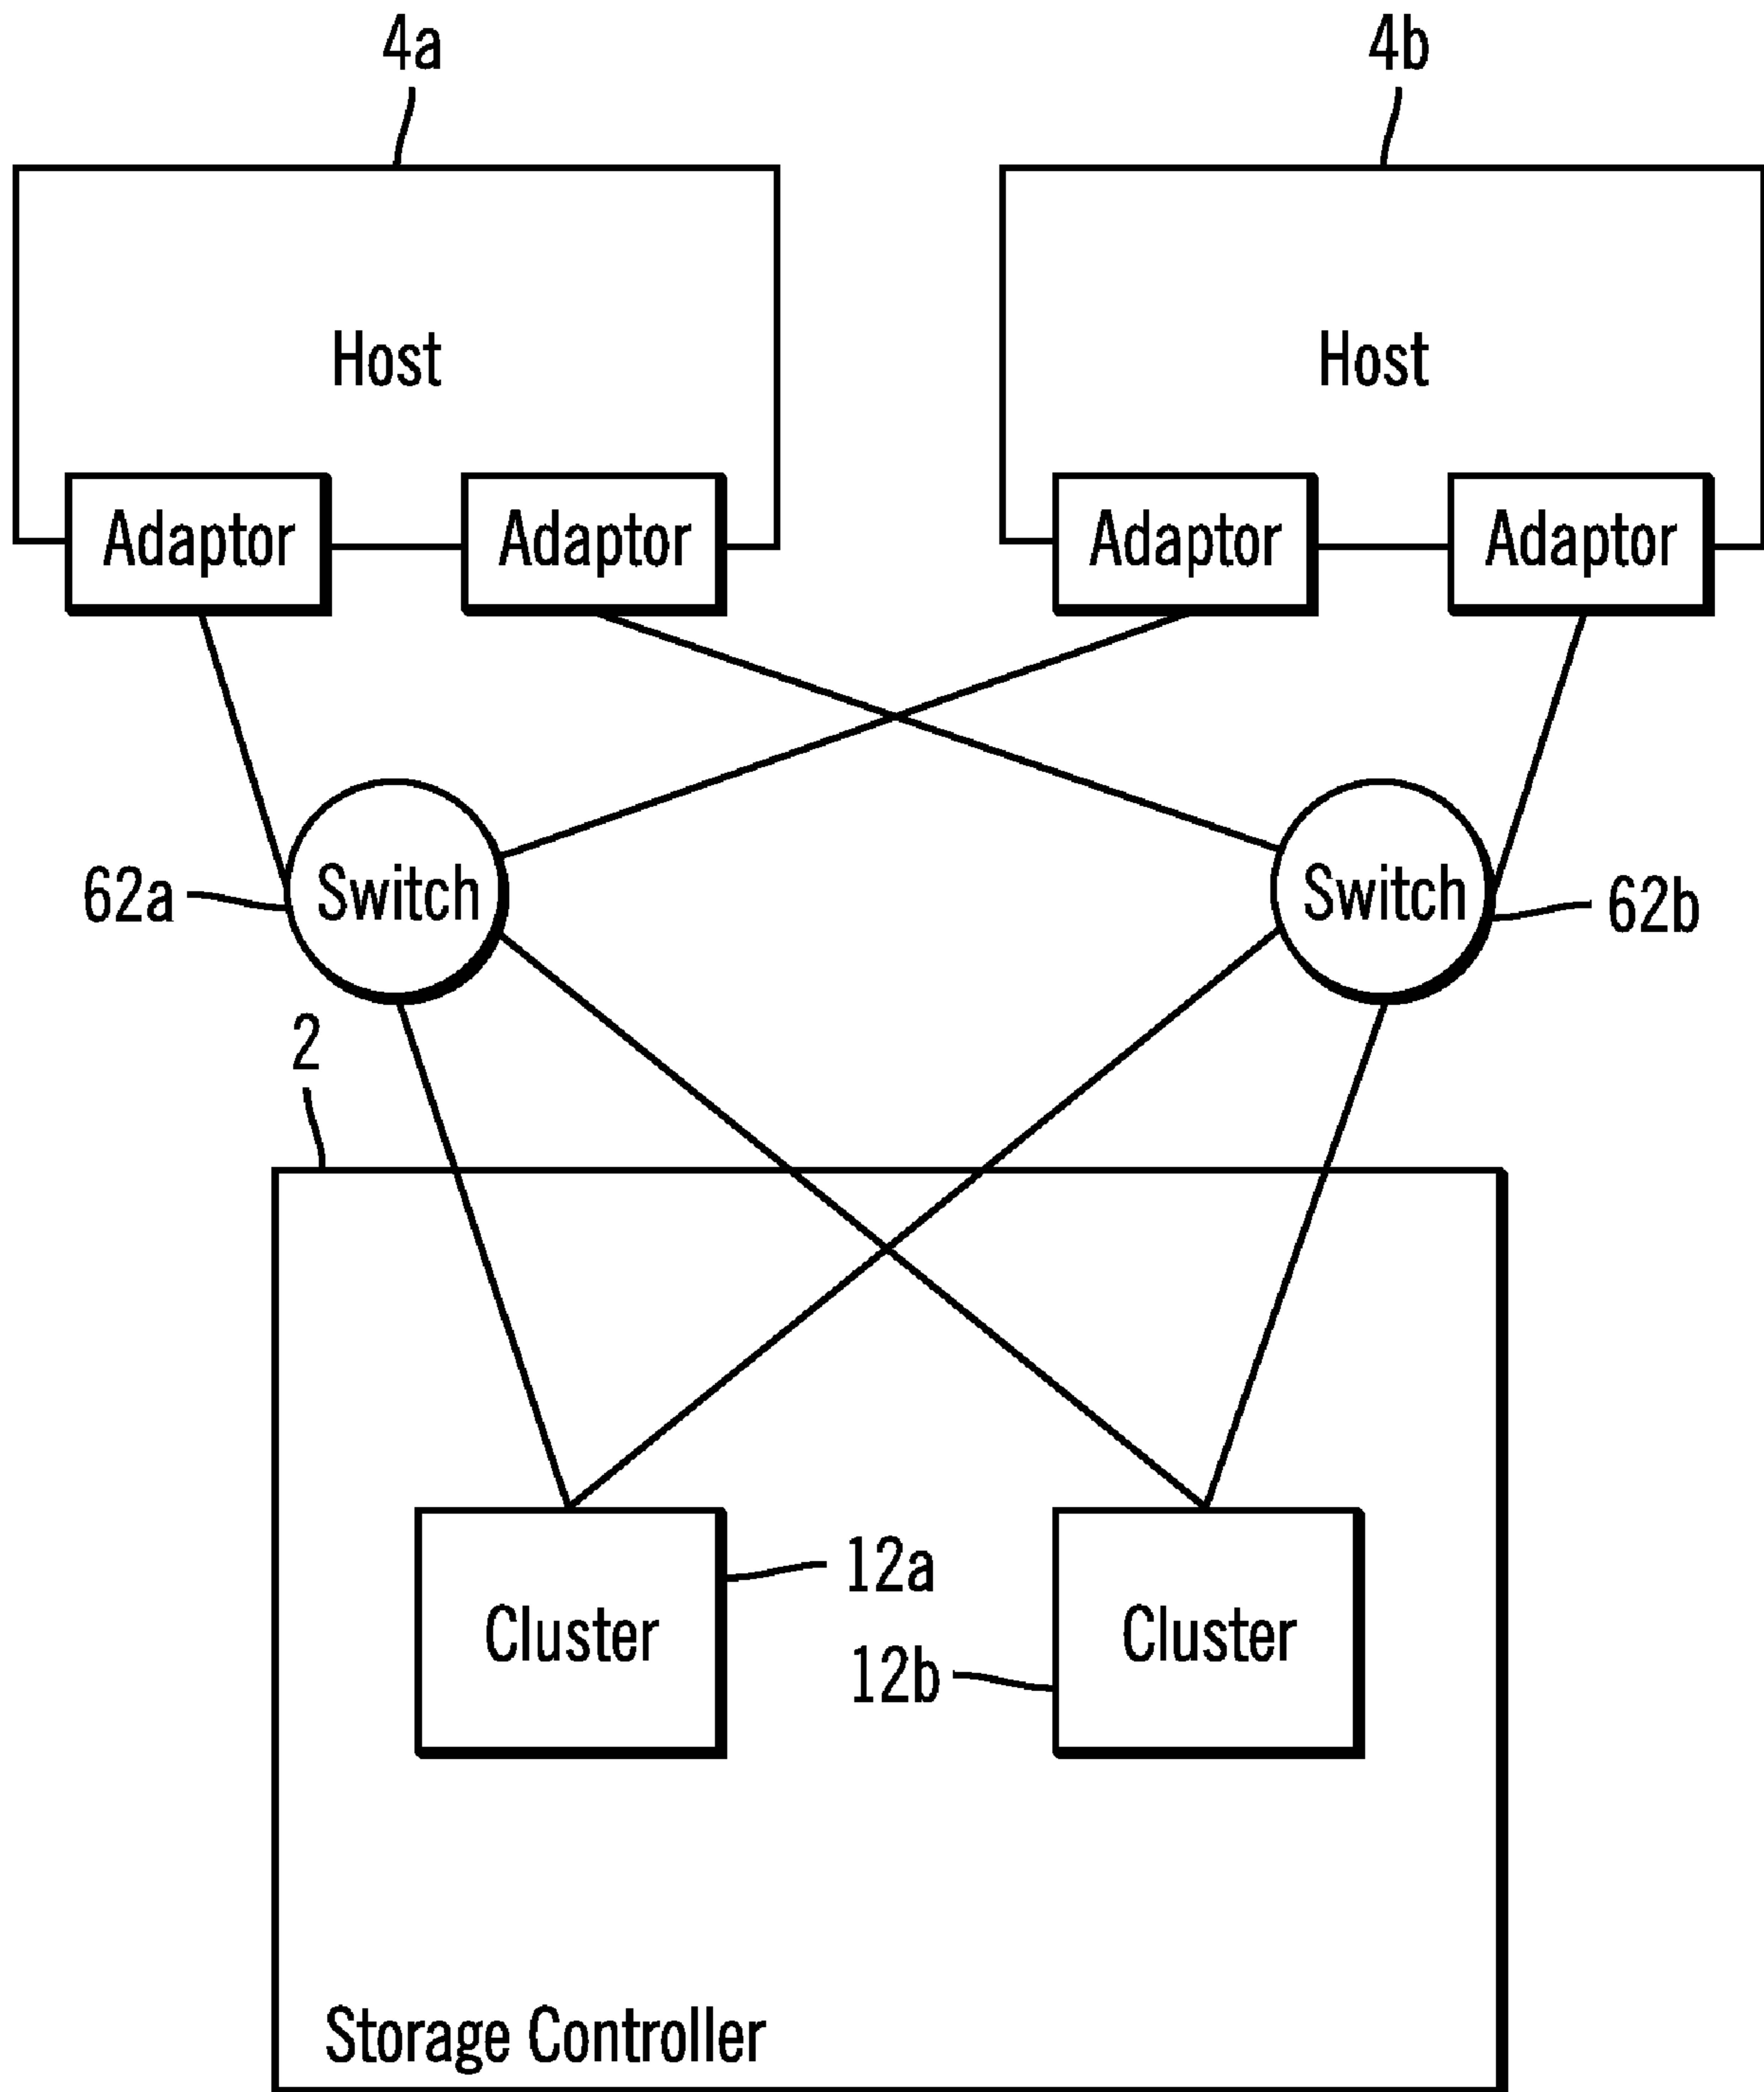 4a
4b
Host
Host
Adaptor
Adaptor
Adaptor
Adaptor
62a
Switch
Switch
62b
2
12a
Cluster
12b
Cluster
Storage Controller